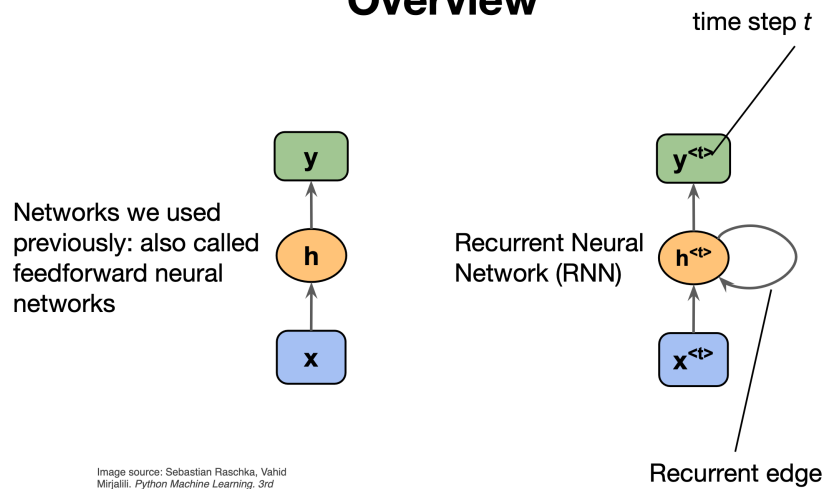 Overview
time step t
y
y<t>
Networks we used
previously: also called
feedforward neural
networks
h
Recurrent Neural
Network (RNN)
h<t>
x
x<t>
Image source: Sebastian Raschka, Vahid
Mirjalili. Python Machine Learning. 3rd
Recurrent edge